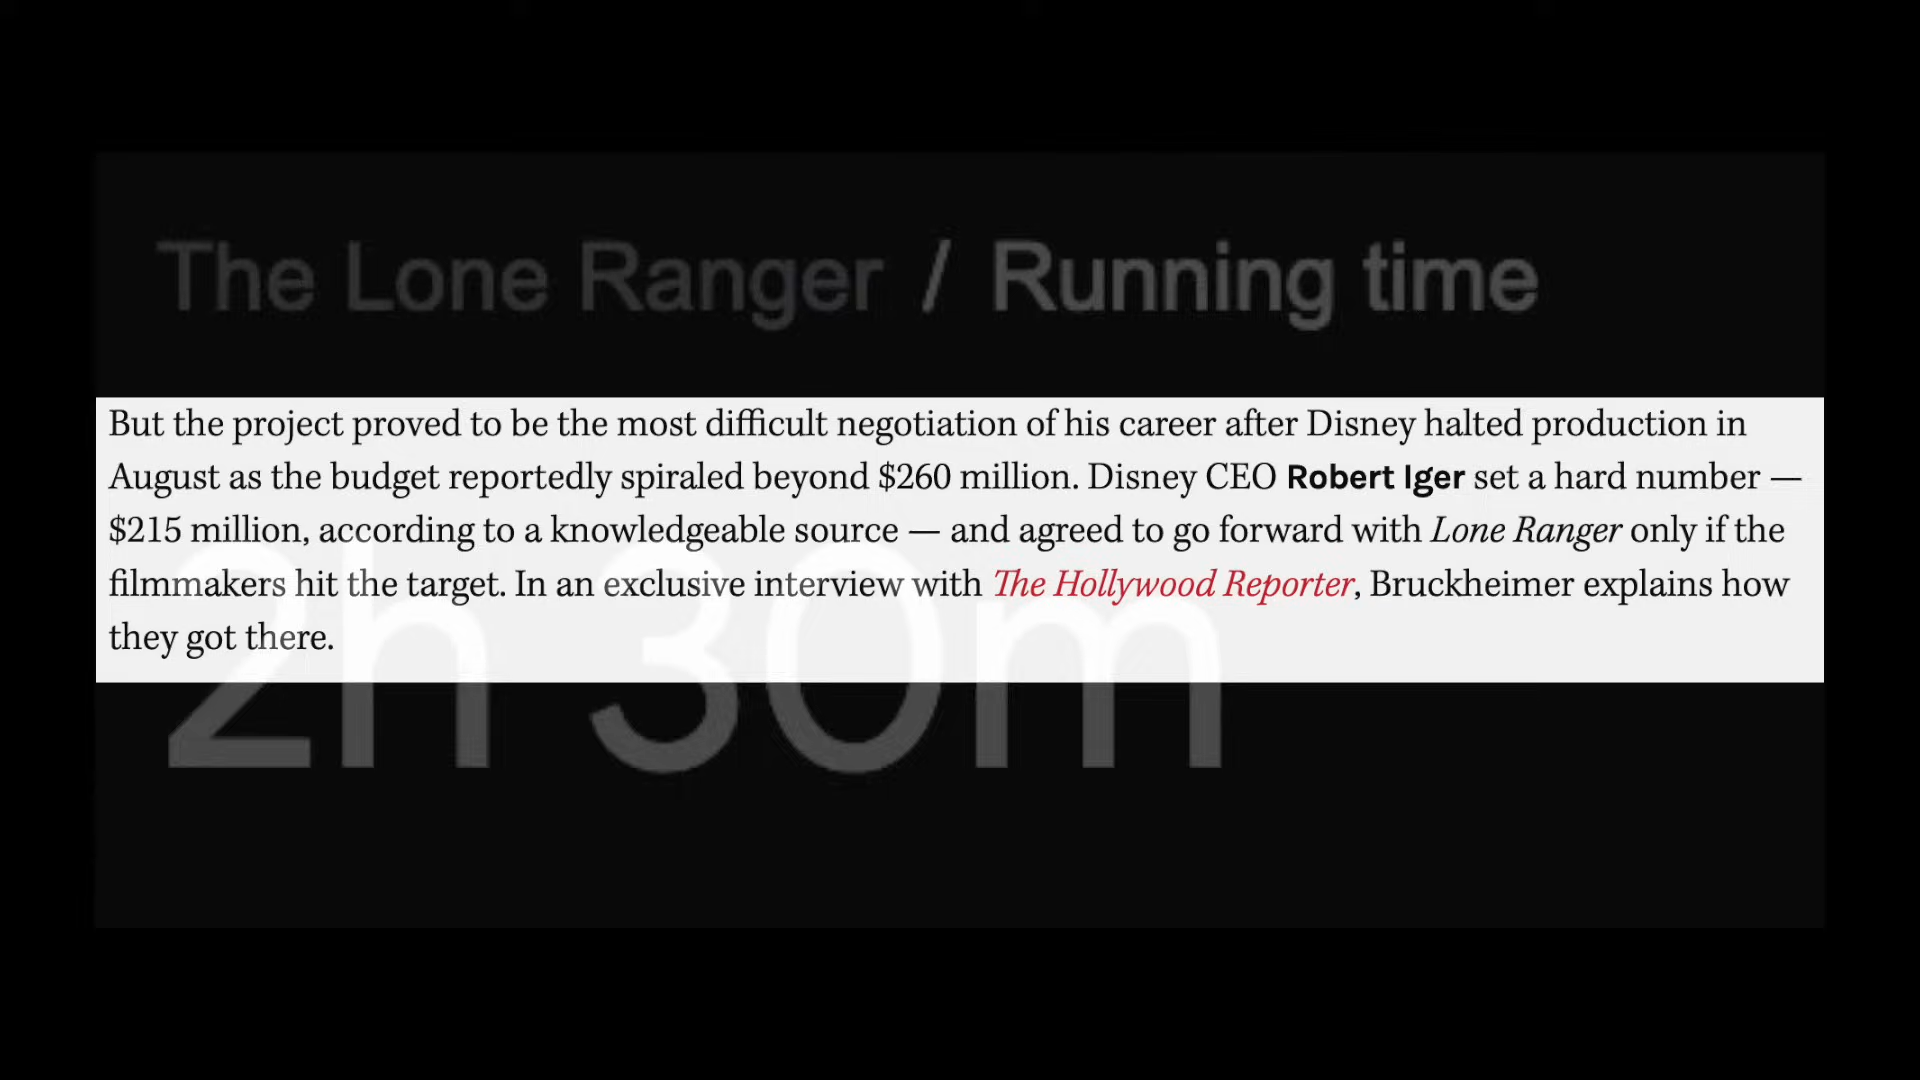 The Lone Ranger / Running time
But the project proved to be the most difficult negotiation of his career after Disney halted production in
August as the budget reportedly spiraled beyond $260 million. Disney CEO Robert Iger set a hard number —
$215 million, according to a knowledgeable source — and agreed to go forward with Lone Ranger only if the
filmmakers hit the target. In an exclusive interview with The Hollywood Reporter, Bruckheimer explains how
they got there.
2h 30m